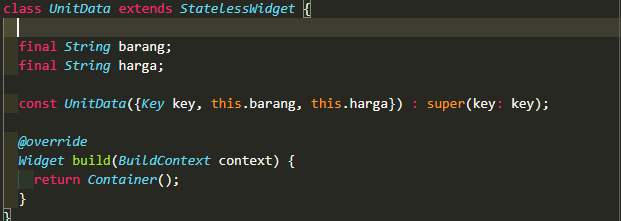 class UnitData extends StatelessWidget {
final String barang;
final String harga;
const UnitData({Key key, this.barang, this.harga}) : super(key: key);
@override
Widget build(BuildContext context) {
return Container();
}
}